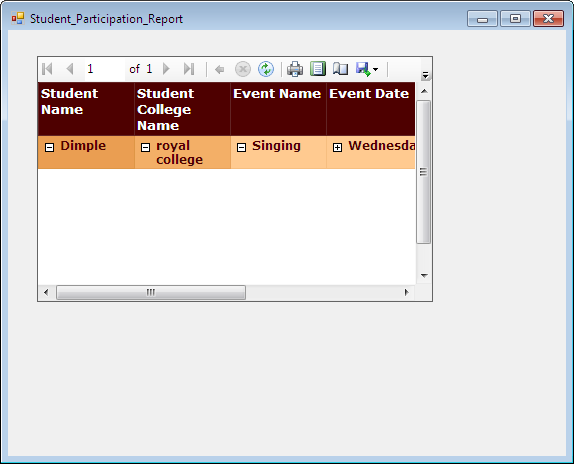 Student_Participation_Report
1 of 1
Student Name
Student College Name
Event Name
Event Date
Dimple
royal college
Singing
Wednesda